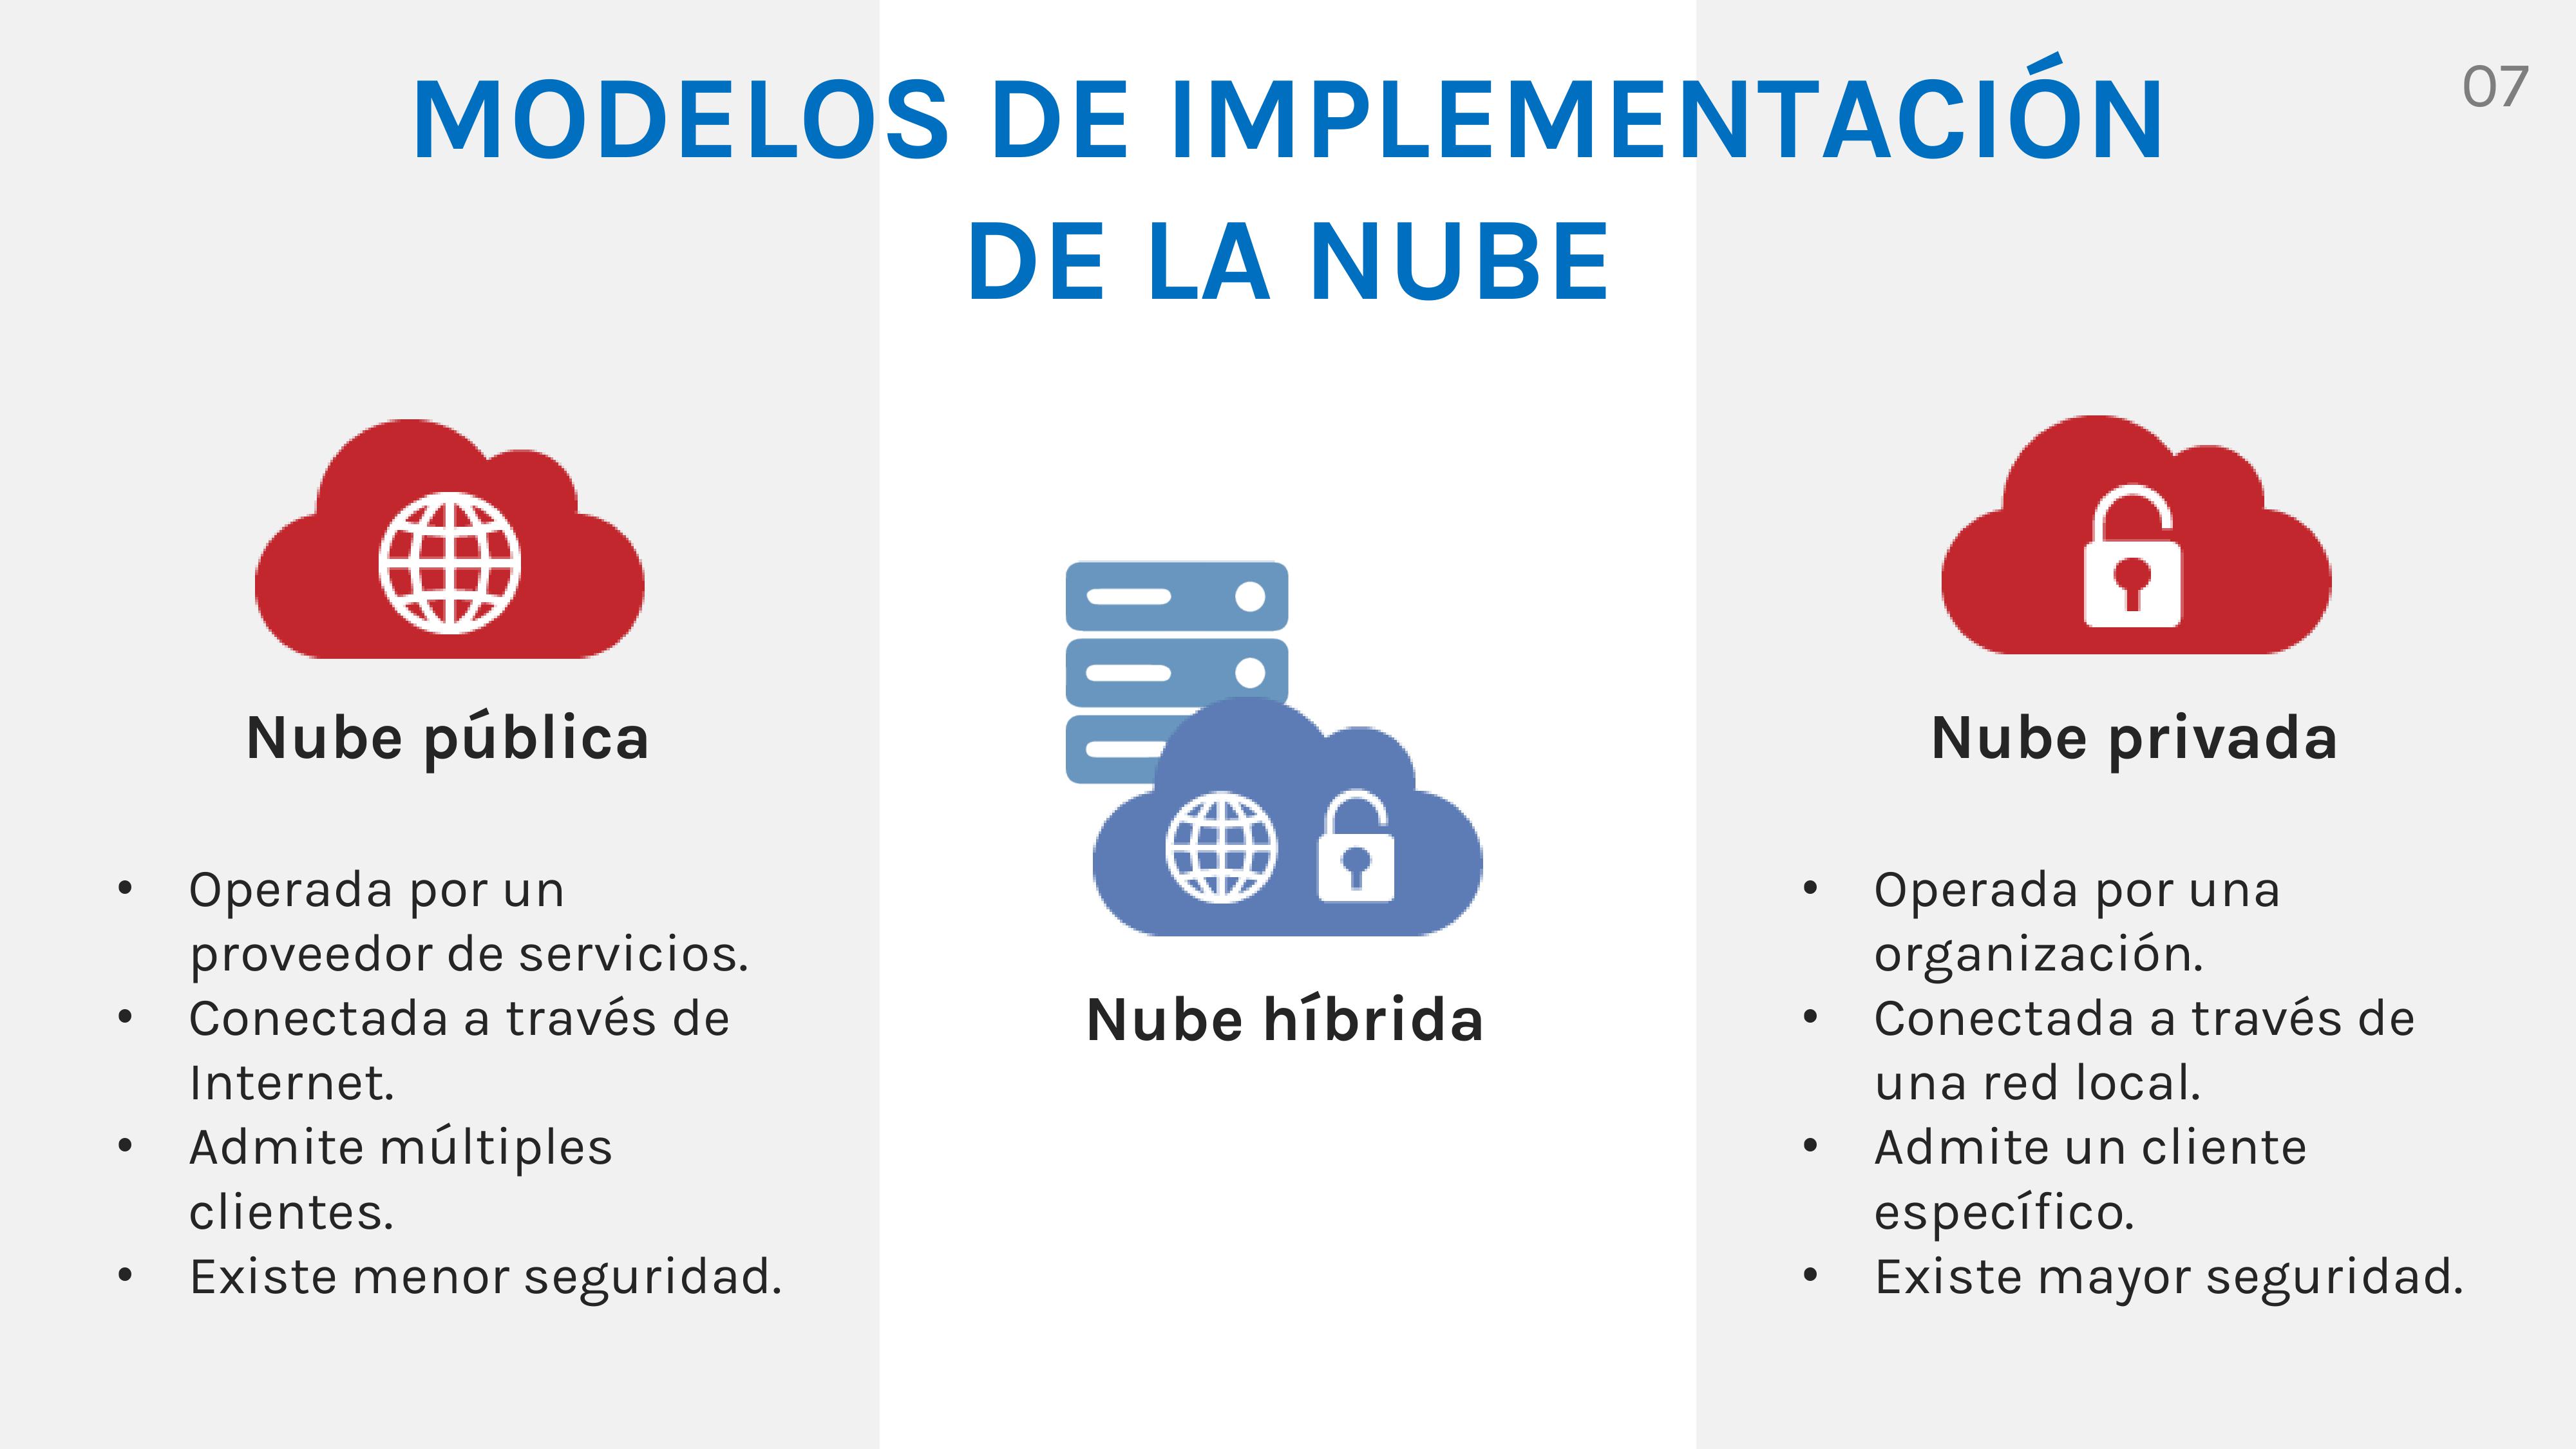 MODELOS DE IMPLEMENTACIÓN
DE LA NUBE
07
Nube pública
• Operada por un
proveedor de servicios.
• Conectada a través de
Internet.
• Admite múltiples
clientes.
• Existe menor seguridad.
Nube híbrida
Nube privada
• Operada por una
organización.
• Conectada a través de
una red local.
• Admite un cliente
específico.
• Existe mayor seguridad.